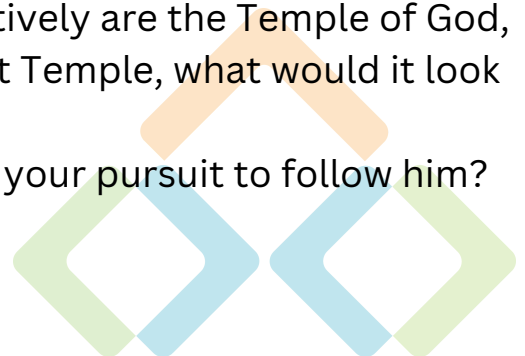 tively are the Temple of God,
t Temple, what would it look
your pursuit to follow him?